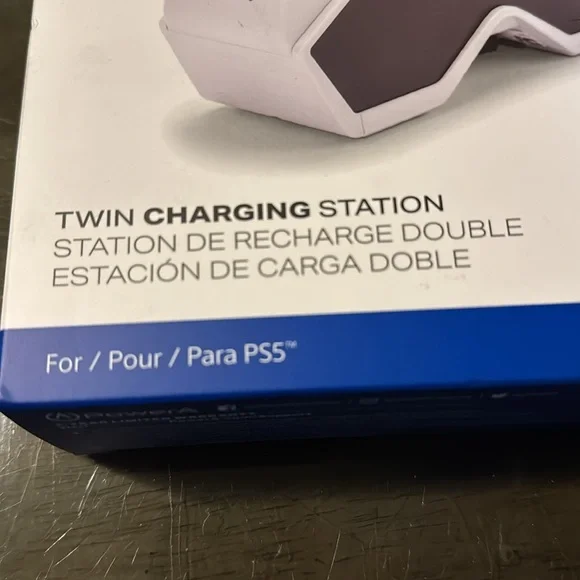 TWIN CHARGING STATION
STATION DE RECHARGE DOUBLE
ESTACIÓN DE CARGA DOBLE
For / Pour / Para PS5™
PowerA